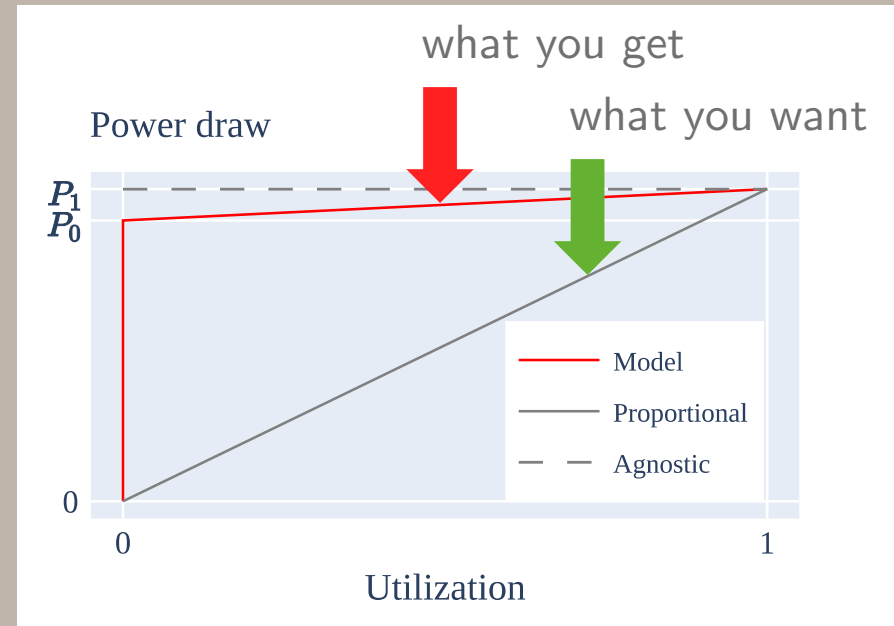 what you get
what you want
Power draw
P₁
P₀
Model
Proportional
Agnostic
0
0 1
Utilization